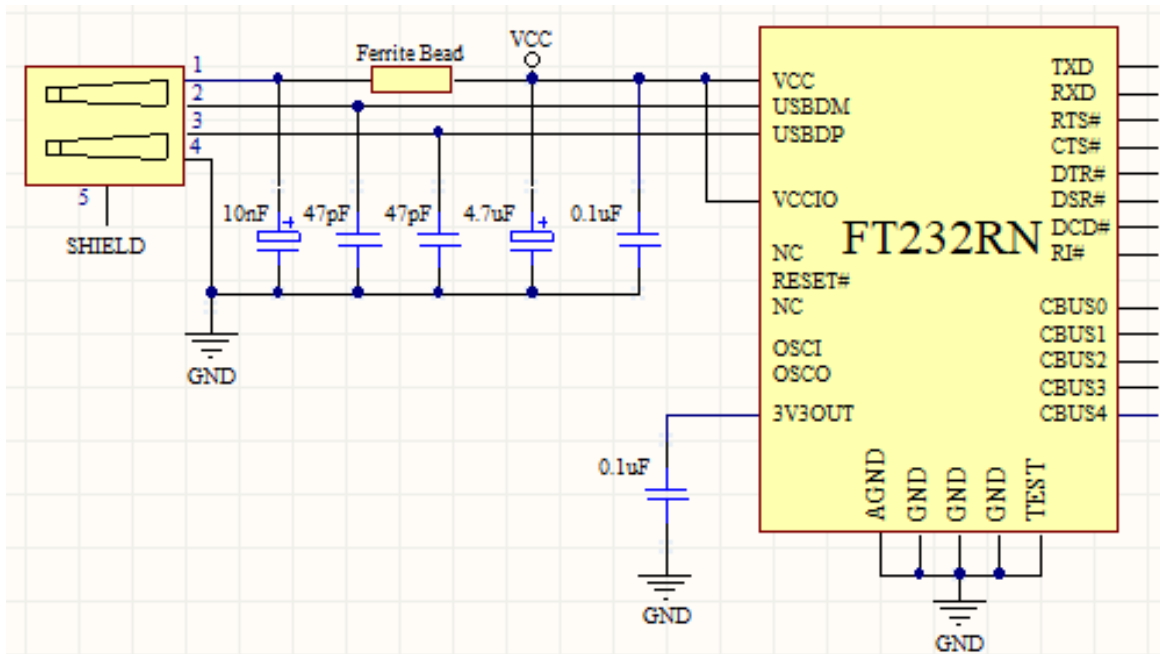 VCC
Ferrite Bead
1
2
3
4
5
SHIELD
10nF 47pF 47pF 4.7uF 0.1uF
+ +
GND
VCC
USBDM
USBDP
VCCIO
NC
RESET#
NC
OSCI
OSCO
3V3OUT
FT232RN
TXD
RXD
RTS#
CTS#
DTR#
DSR#
DCD#
RI#
CBUS0
CBUS1
CBUS2
CBUS3
CBUS4
AGND
GND
GND
GND
TEST
0.1uF
GND
GND